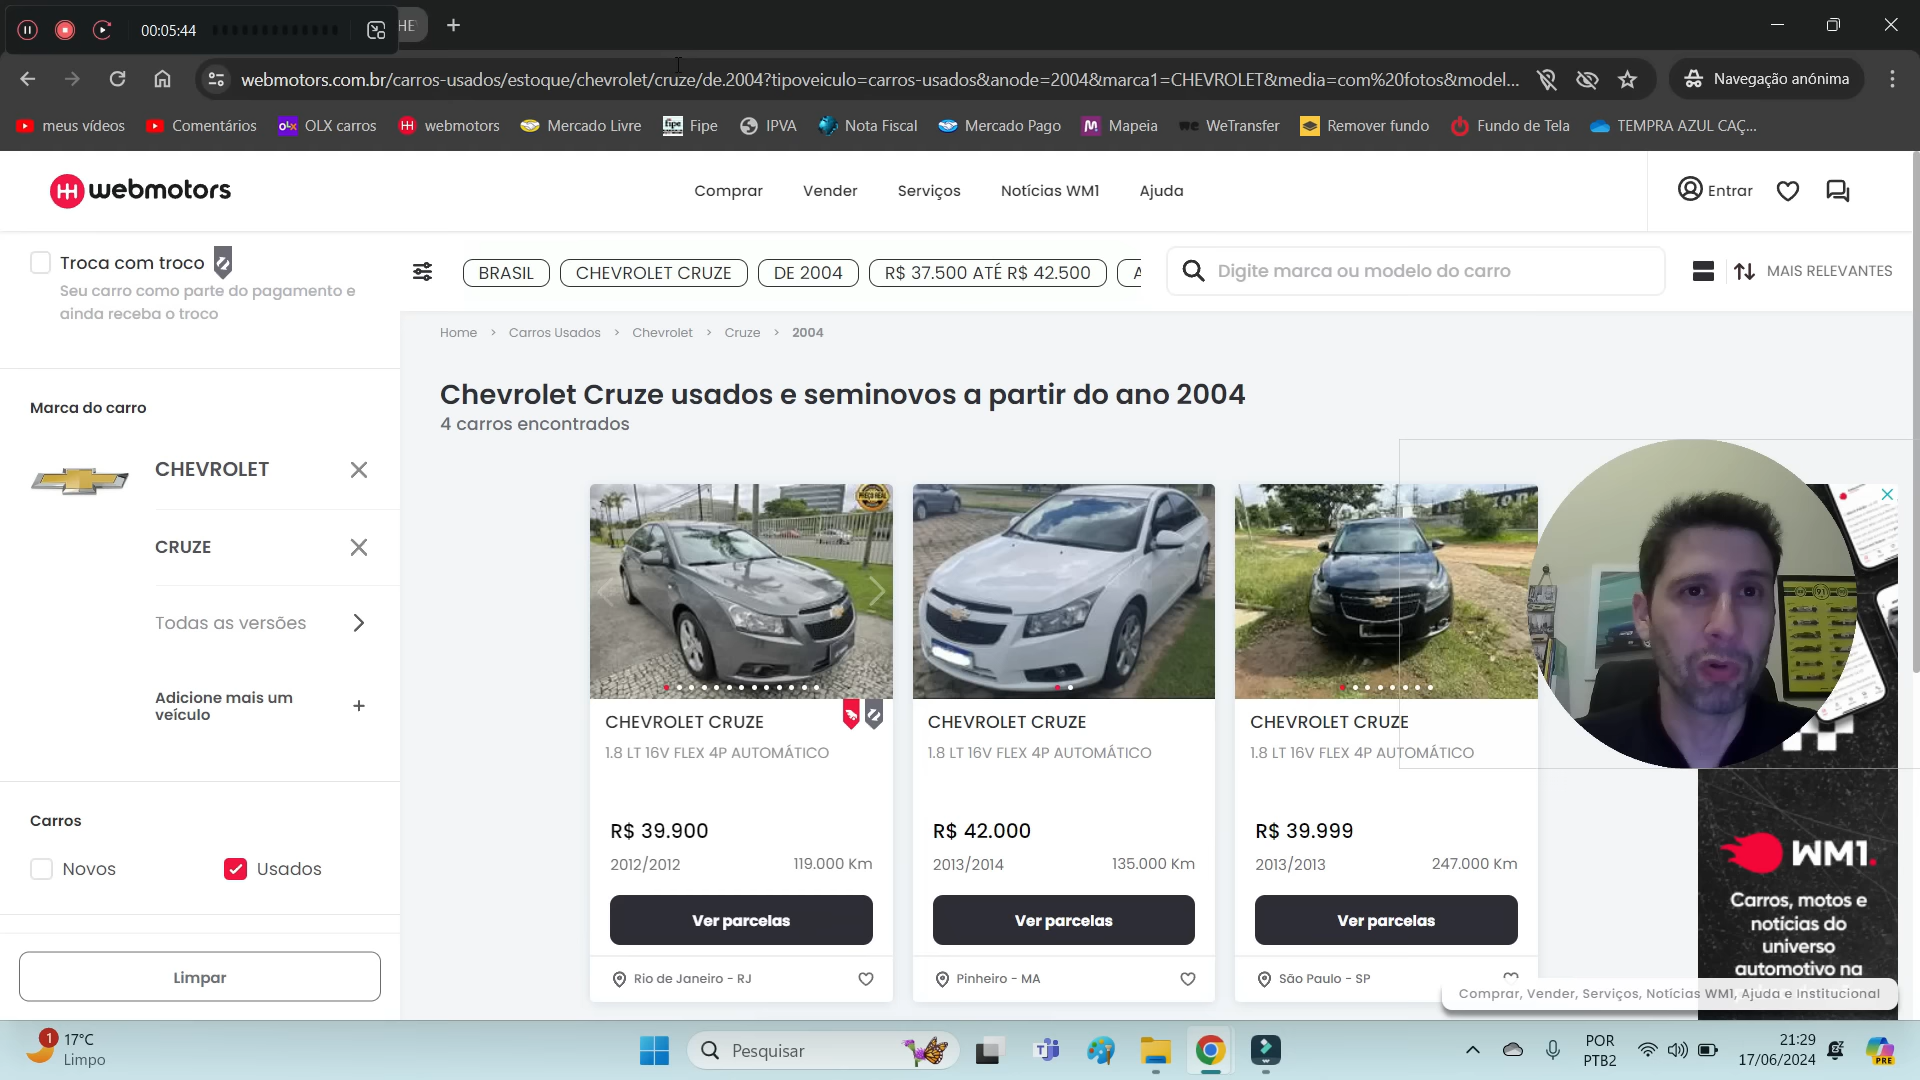 00:05:44
HE
webmotors.com.br/carros-usados/estoque/chevrolet/cruze/de.2004?tipoveiculo=carros-usados&anode=2004&marca1=CHEVROLET&media=com%20fotos&model...
Navegação anónima
meus vídeos
Comentários
OLX carros
webmotors
Mercado Livre
Fipe
IPVA
Nota Fiscal
Mercado Pago
Mapeia
WeTransfer
Remover fundo
Fundo de Tela
TEMPRA AZUL CAÇ...
webmotors
Comprar
Vender
Serviços
Notícias WM1
Ajuda
Entrar
Troca com troco
Seu carro como parte do pagamento e
ainda receba o troco
BRASIL
CHEVROLET CRUZE
DE 2004
R$ 37.500 ATÉ R$ 42.500
Digite marca ou modelo do carro
MAIS RELEVANTES
Home > Carros Usados > Chevrolet > Cruze > 2004
Chevrolet Cruze usados e seminovos a partir do ano 2004
4 carros encontrados
Marca do carro
CHEVROLET
CRUZE
Todas as versões
Adicione mais um
veículo
Carros
Novos
Usados
Limpar
PREÇO REAL
CHEVROLET CRUZE
1.8 LT 16V FLEX 4P AUTOMÁTICO
R$ 39.900
2012/2012
119.000 Km
Ver parcelas
Rio de Janeiro - RJ
CHEVROLET CRUZE
1.8 LT 16V FLEX 4P AUTOMÁTICO
R$ 42.000
2013/2014
135.000 Km
Ver parcelas
Pinheiro - MA
CHEVROLET CRUZE
1.8 LT 16V FLEX 4P AUTOMÁTICO
R$ 39.999
2013/2013
247.000 Km
Ver parcelas
São Paulo - SP
WM1.
Carros, motos e
notícias do
universo
automotivo na
Comprar, Vender, Serviços, Notícias WM1, Ajuda e Institucional
1
17°C
Limpo
Pesquisar
POR
PTB2
21:29
17/06/2024
PRE